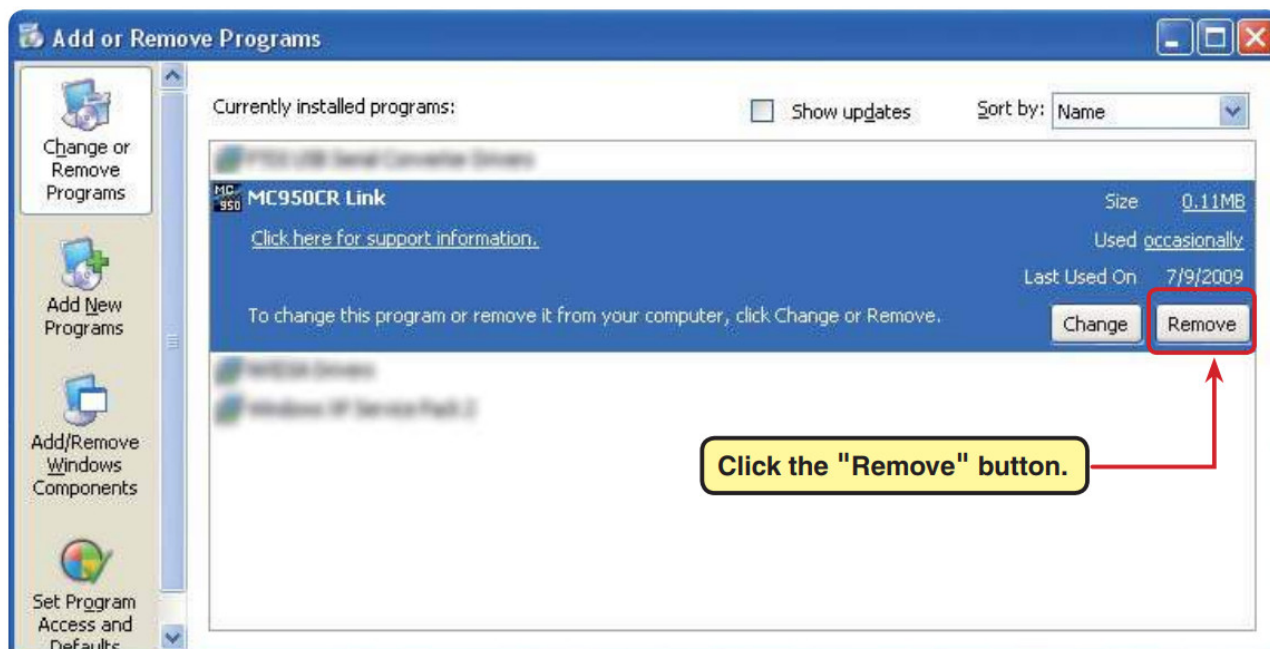 Add or Remove Programs
Change or
Remove
Programs
Add New
Programs
Add/Remove
Windows
Components
Set Program
Access and
Defaults
Currently installed programs:
Show updates
Sort by: Name
MC
950
MC950CR Link
Size 0.11MB
Click here for support information.
Used occasionally
Last Used On 7/9/2009
To change this program or remove it from your computer, click Change or Remove.
Change Remove
Click the "Remove" button.